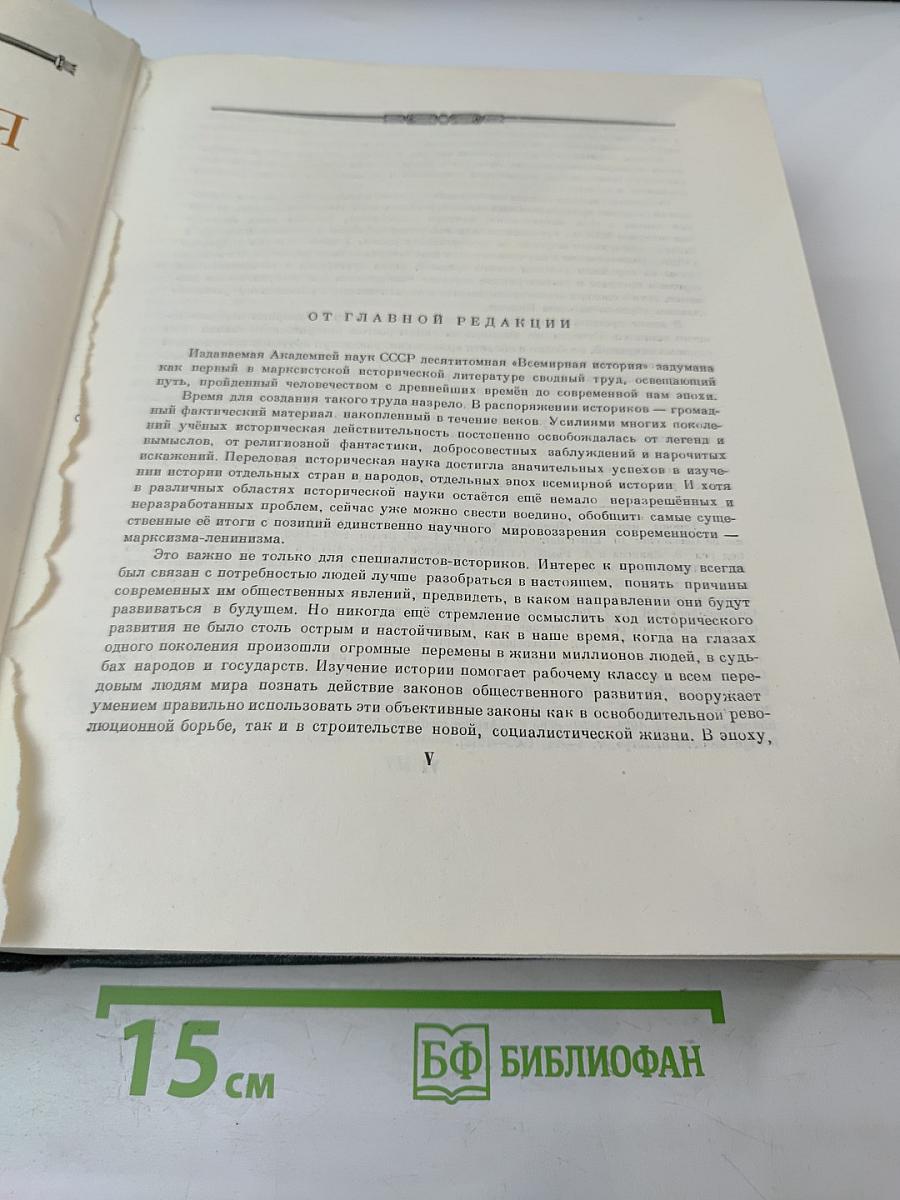 ОТ ГЛАВНОЙ РЕДАКЦИИ
Издаваемая Академией наук СССР десятитомная «Всемирная история» задумана
как первый в марксистской исторической литературе сводный труд, освещающий
путь, пройденный человечеством с древнейших времён до современной нам эпохи.
Время для создания такого труда назрело. В распоряжении историков — громад-
ный фактический материал, накопленный в течение веков. Усилиями многих поколе-
ний учёных историческая действительность постепенно освобождалась от легенд и
вымыслов, от религиозной фантастики, добросовестных заблуждений и нарочитых
искажений. Передовая историческая наука достигла значительных успехов в изуче-
нии истории отдельных стран и народов, отдельных эпох всемирной истории. И хотя
в различных областях исторической науки остаётся ещё немало неразрешённых и
неразработанных проблем, сейчас уже можно свести воедино, обобщить самые суще-
ственные её итоги с позиций единственно научного мировоззрения современности —
марксизма-ленинизма.
Это важно не только для специалистов-историков. Интерес к прошлому всегда
был связан с потребностью людей лучше разобраться в настоящем, понять причины
современных им общественных явлений, предвидеть, в каком направлении они будут
развиваться в будущем. Но никогда ещё стремление осмыслить ход исторического
развития не было столь острым и настойчивым, как в наше время, когда на глазах
одного поколения произошли огромные перемены в жизни миллионов людей, в судь-
бах народов и государств. Изучение истории помогает рабочему классу и всем пере-
довым людям мира познать действие законов общественного развития, вооружает
умением правильно использовать эти объективные законы как в освободительной рево-
люционной борьбе, так и в строительстве новой, социалистической жизни. В эпоху,
V
15 см
БФ БИБЛИОФАН